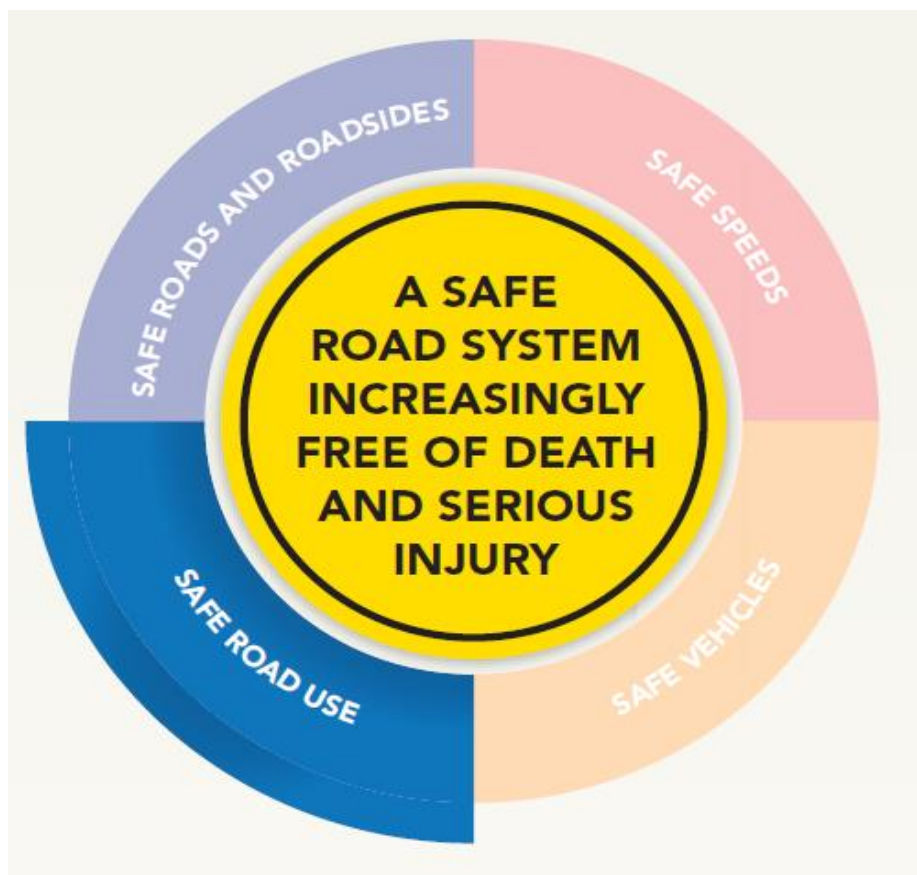 SAFE ROADS AND ROADSIDES
SAFE SPEEDS
A SAFE
ROAD SYSTEM
INCREASINGLY
FREE OF DEATH
AND SERIOUS
INJURY
SAFE ROAD USE
SAFE VEHICLES